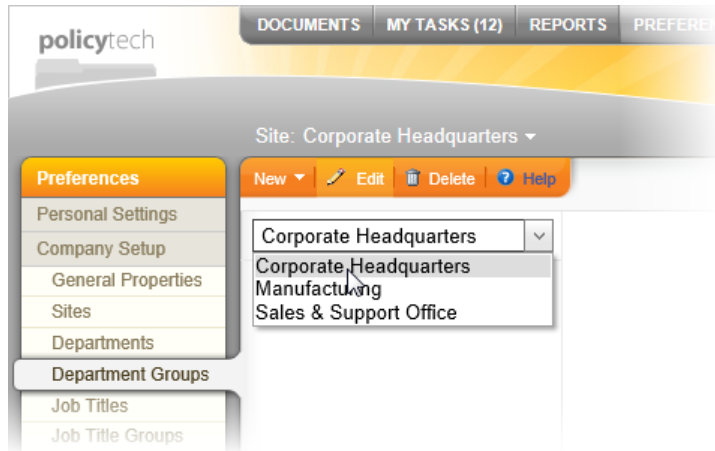 policytech
DOCUMENTS MY TASKS (12) REPORTS PREFERE
Site: Corporate Headquarters
Preferences
New Edit Delete ? Help
Personal Settings
Company Setup
General Properties
Sites
Departments
Department Groups
Job Titles
Job Title Groups
Corporate Headquarters
Corporate Headquarters
Manufacturing
Sales & Support Office